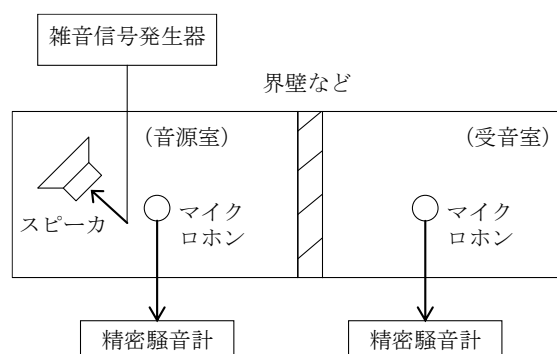 雑音信号発生器
界壁など
（音源室）
（受音室）
スピーカ
マイク
ロホン
マイク
ロホン
精密騒音計
精密騒音計